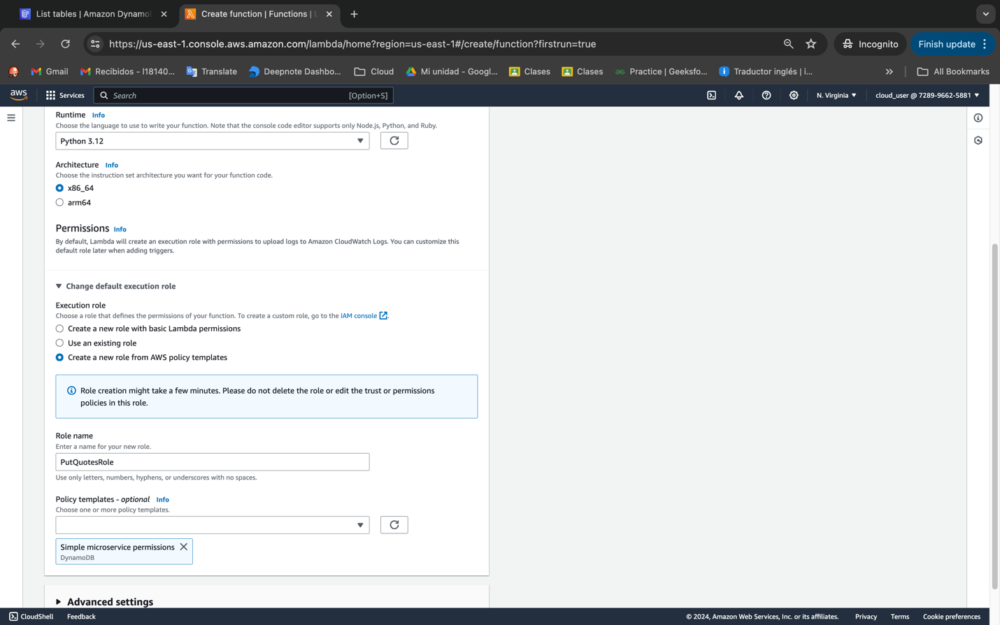 List tables | Amazon Dynamo
Create function | Functions |
https://us-east-1.console.aws.amazon.com/lambda/home?region=us-east-1#/create/function?firstrun=true
Incognito
Finish update
Gmail
Recibidos - l18140...
Translate
Deepnote Dashbo...
Cloud
Mi unidad - Googl...
Clases
Clases
Practice | Geeksfo...
Traductor inglés | i...
All Bookmarks
aws
Services
Search
[Option+S]
N. Virginia
cloud_user @ 7289-9662-5881
Runtime Info
Choose the language to use to write your function. Note that the console code editor supports only Node.js, Python, and Ruby.
Python 3.12
Architecture Info
Choose the instruction set architecture you want for your function code.
x86_64
arm64
Permissions Info
By default, Lambda will create an execution role with permissions to upload logs to Amazon CloudWatch Logs. You can customize this
default role later when adding triggers.
Change default execution role
Execution role
Choose a role that defines the permissions of your function. To create a custom role, go to the IAM console.
Create a new role with basic Lambda permissions
Use an existing role
Create a new role from AWS policy templates
Role creation might take a few minutes. Please do not delete the role or edit the trust or permissions
policies in this role.
Role name
Enter a name for your new role.
PutQuotesRole
Use only letters, numbers, hyphens, or underscores with no spaces.
Policy templates - optional Info
Choose one or more policy templates.
Simple microservice permissions
DynamoDB
Advanced settings
CloudShell
Feedback
© 2024, Amazon Web Services, Inc. or its affiliates.
Privacy
Terms
Cookie preferences